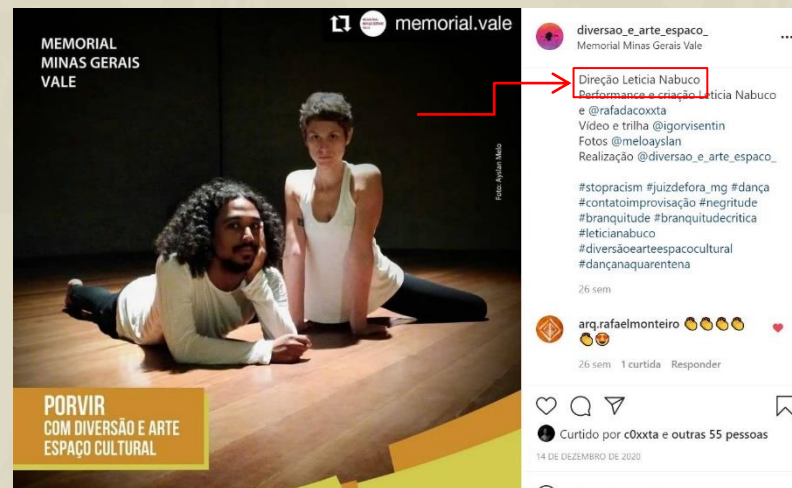 memorial.vale
MEMORIAL
MINAS GERAIS
VALE
Foto: Ayslan Melo
PORVIR
COM DIVERSÃO E ARTE
ESPAÇO CULTURAL
diversao_e_arte_espaco_
Memorial Minas Gerais Vale
...
Direção Leticia Nabuco
Performance e criação Leticia Nabuco
e @rafadacoxxta
Vídeo e trilha @igorvisentin
Fotos @meloayslan
Realização @diversao_e_arte_espaco_
#stopracism #juizdefora_mg #dança
#contatoimprovisação #negritude
#branquitude #branquitudecritica
#leticianabuco
#diversãoearteespacocultural
#dançanaquarentena
26 sem
arq.rafaelmonteiro 👏👏👏👏
👏😍
26 sem 1 curtida Responder
Curtido por c0xxta e outras 55 pessoas
14 DE DEZEMBRO DE 2020